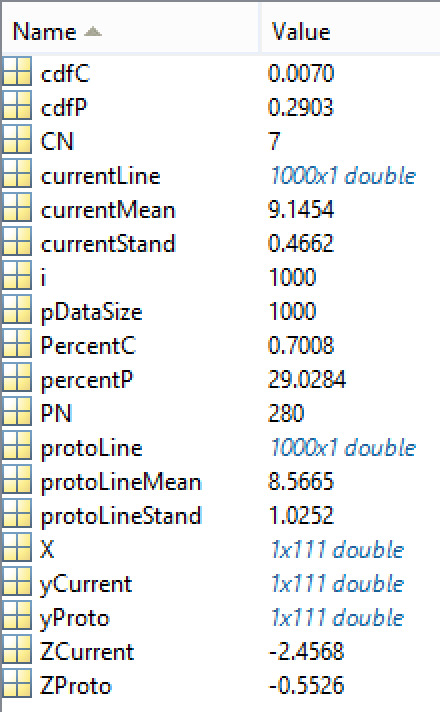 Name Value
cdfC 0.0070
cdfP 0.2903
CN 7
currentLine 1000x1 double
currentMean 9.1454
currentStand 0.4662
i 1000
pDataSize 1000
PercentC 0.7008
percentP 29.0284
PN 280
protoLine 1000x1 double
protoLineMean 8.5665
protoLineStand 1.0252
X 1x111 double
yCurrent 1x111 double
yProto 1x111 double
ZCurrent -2.4568
ZProto -0.5526